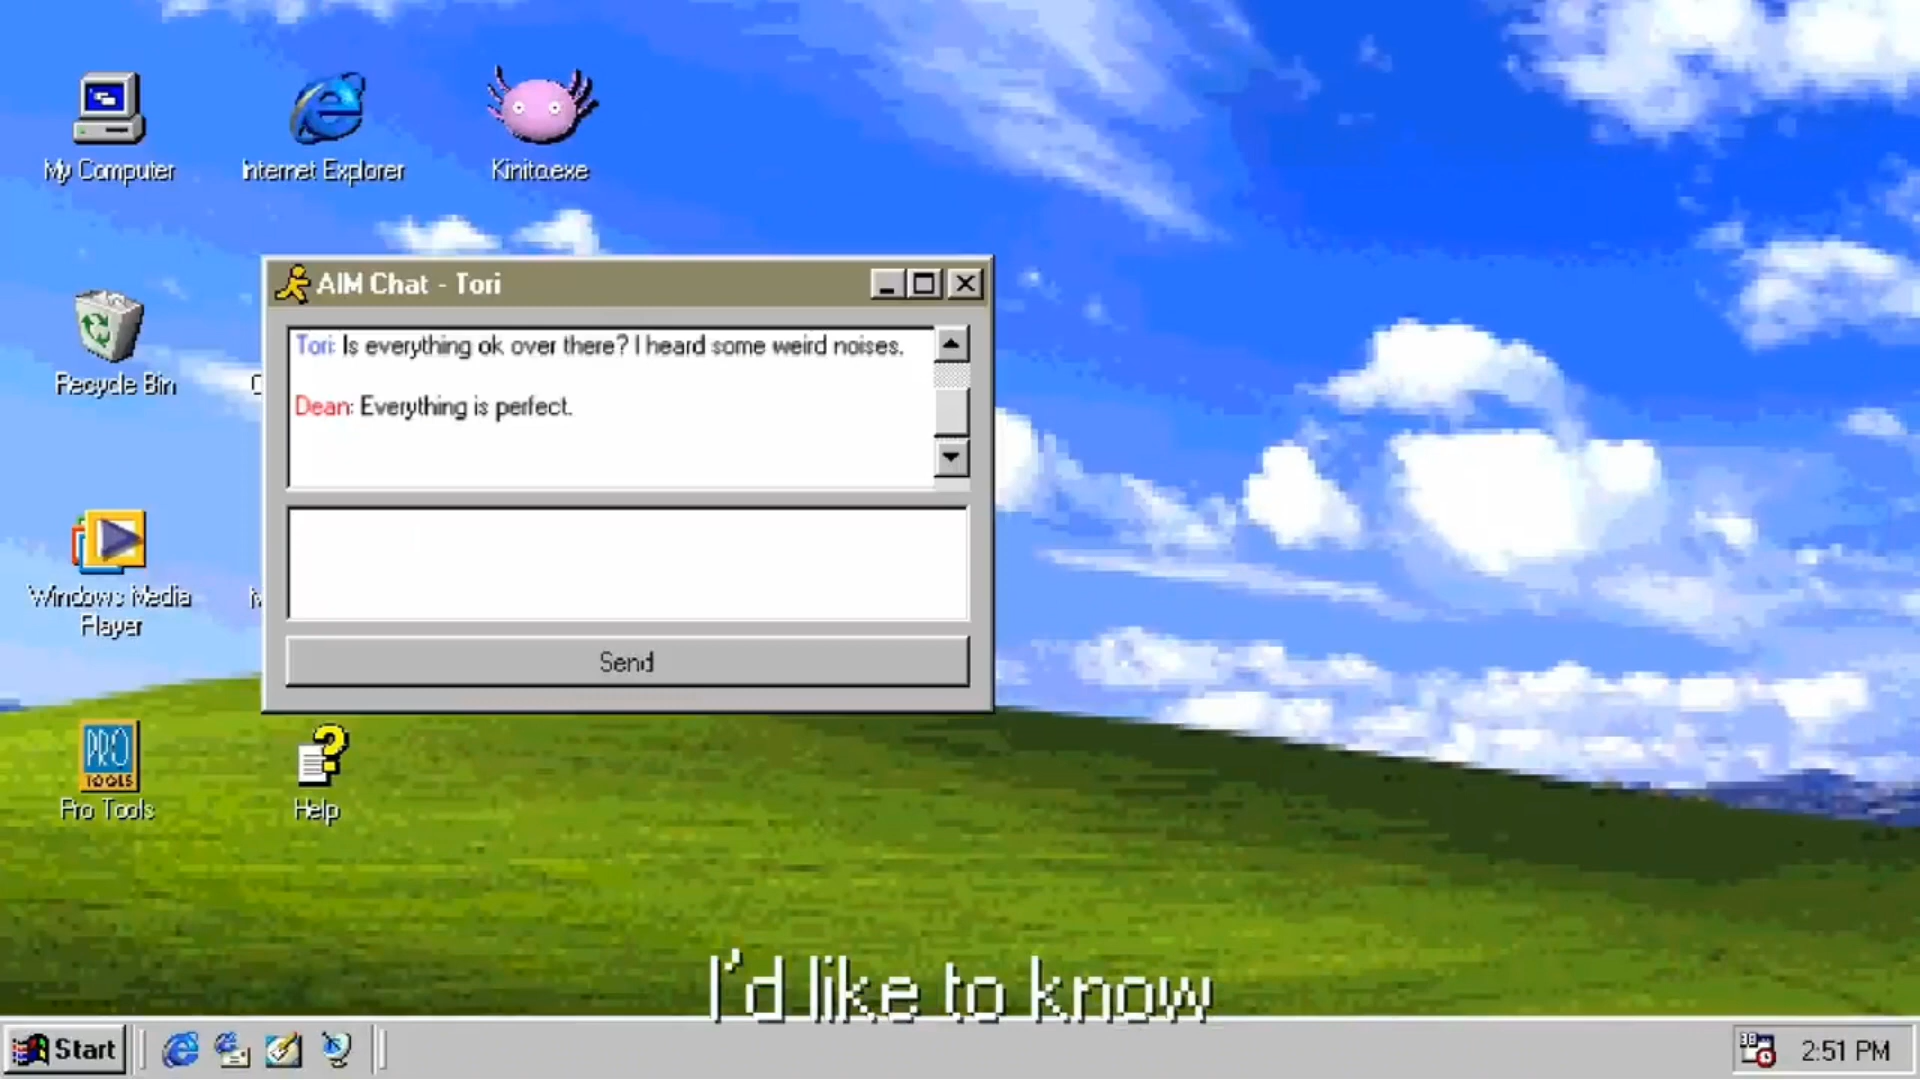 My Computer
Internet Explorer
Kinito.exe
AIM Chat - Tori
Tori: Is everything ok over there? I heard some weird noises.
Dean: Everything is perfect.
Recycle Bin
Windows Media
Player
Send
PRO
TOOLS
Pro Tools
Help
I'd like to know
Start
2:51 PM